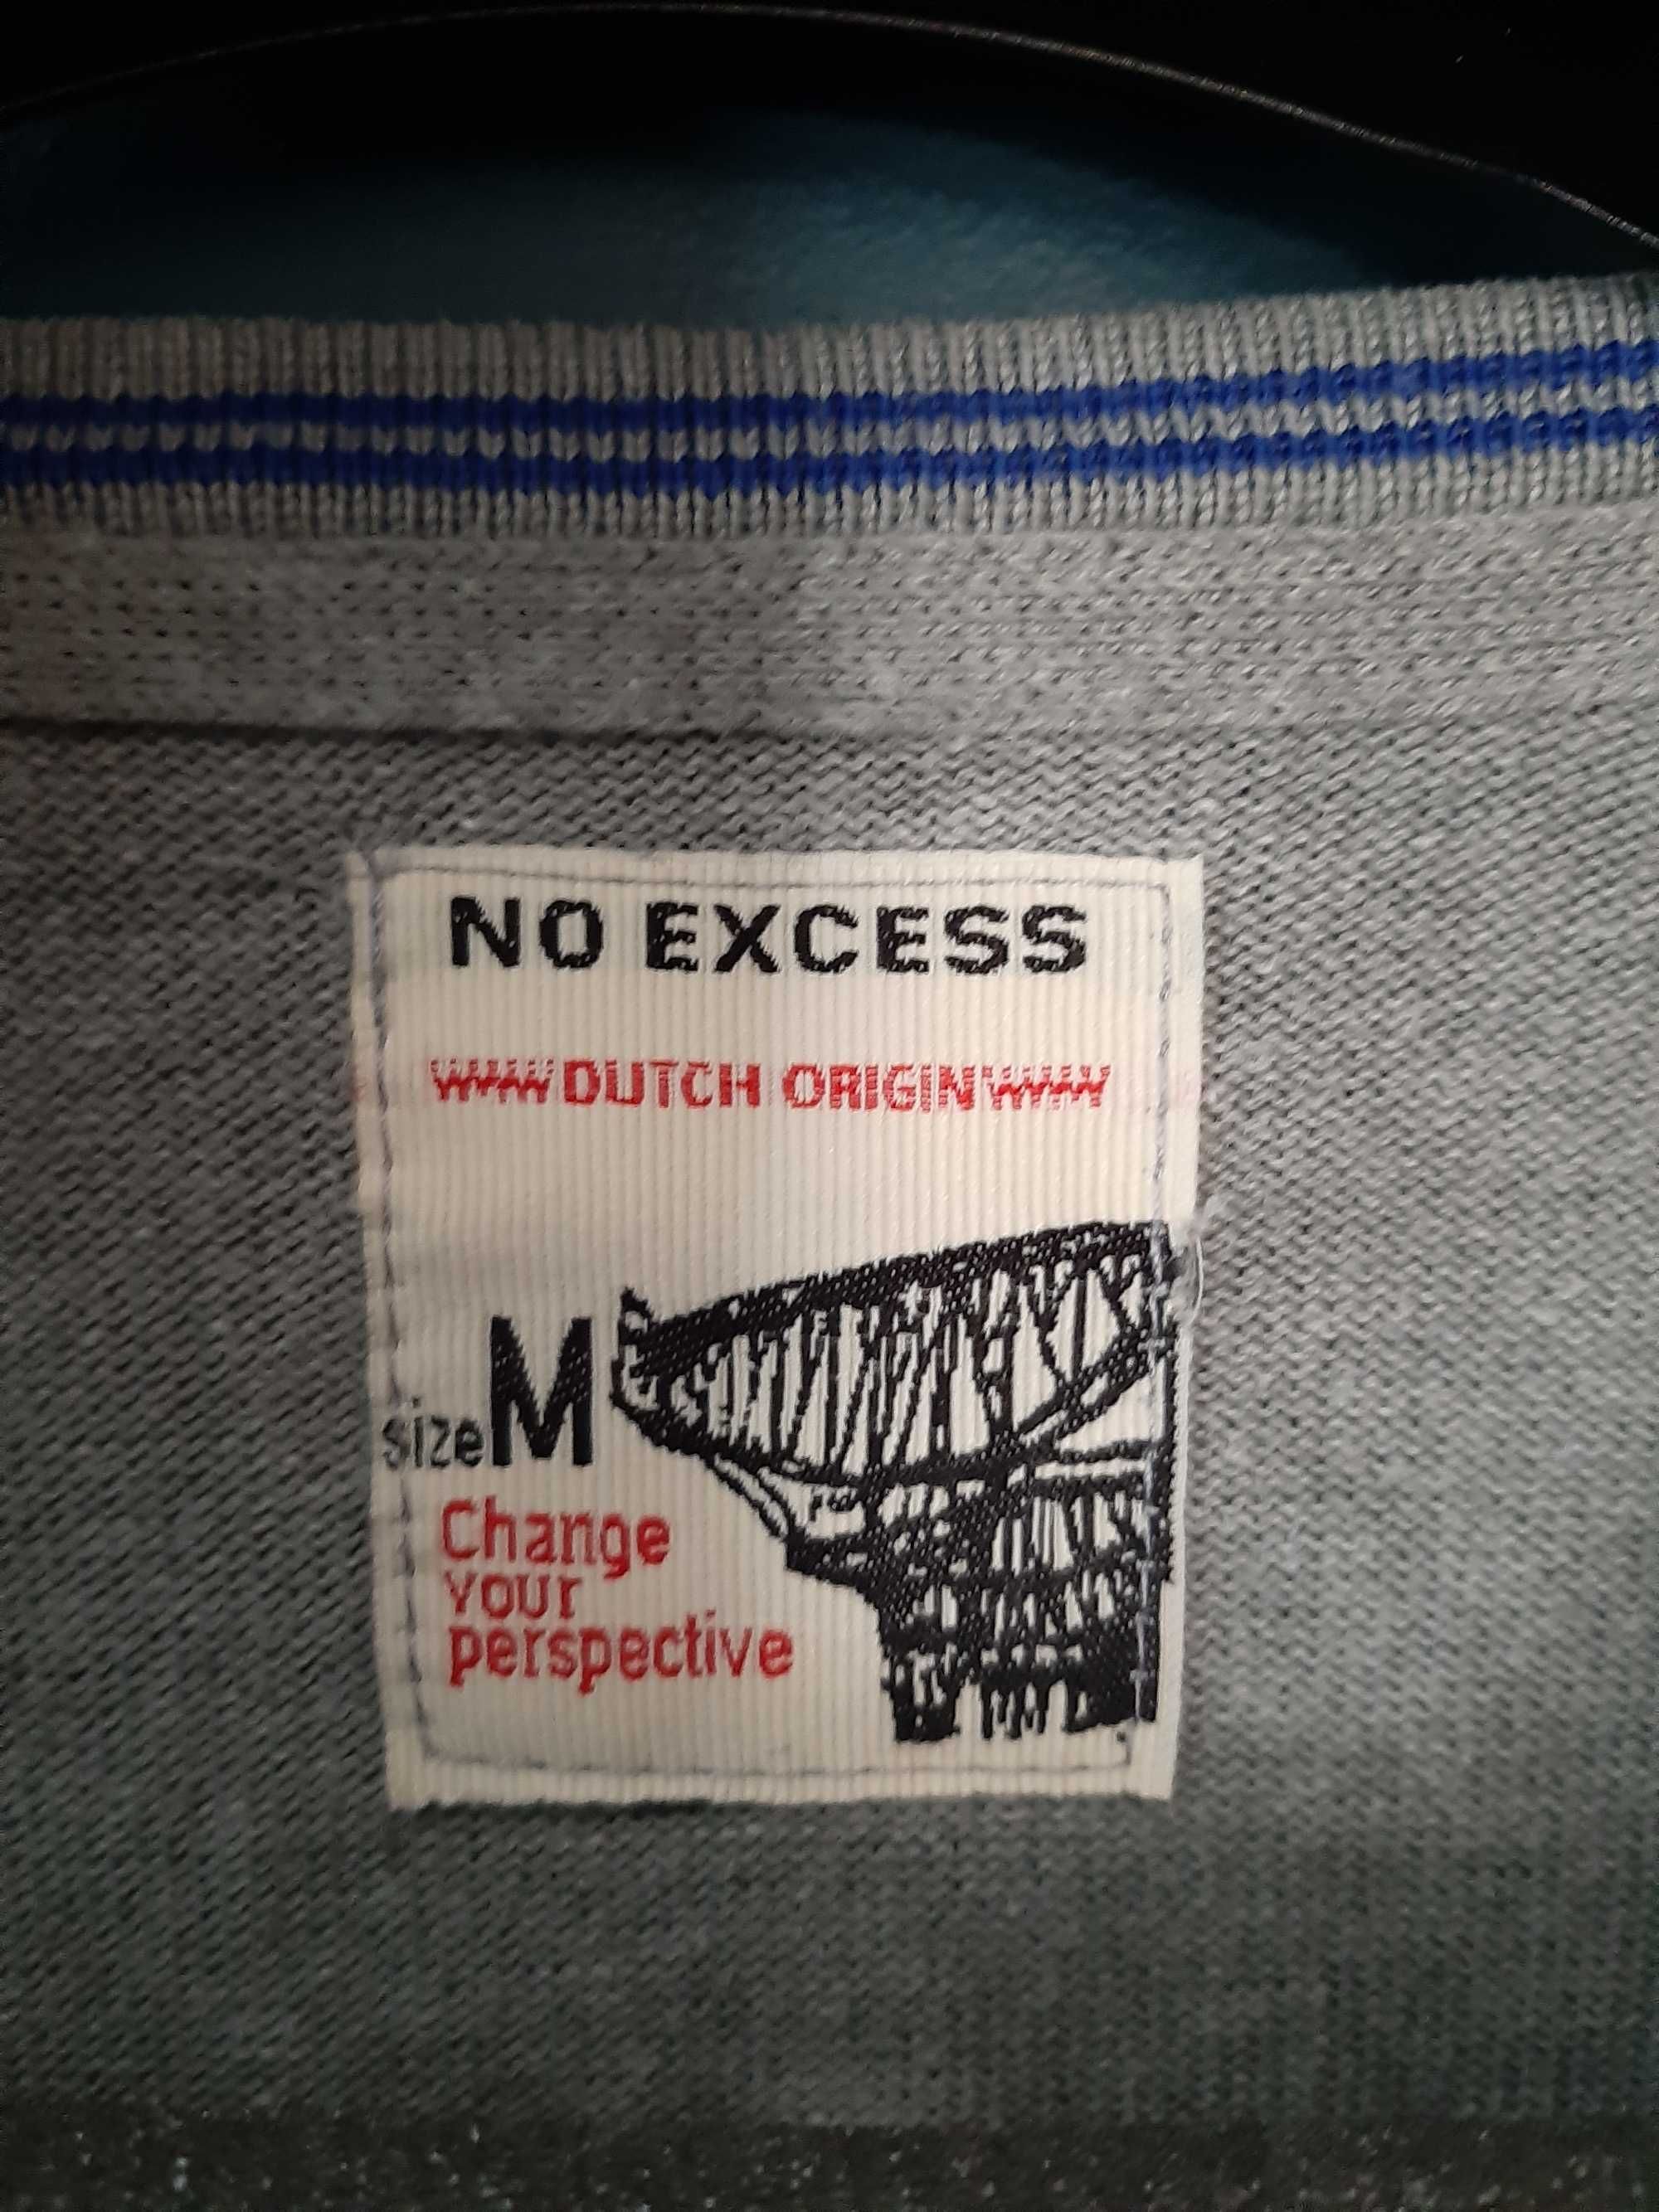 NO EXCESS
DUTCH ORIGIN
size M
Change
your
perspective